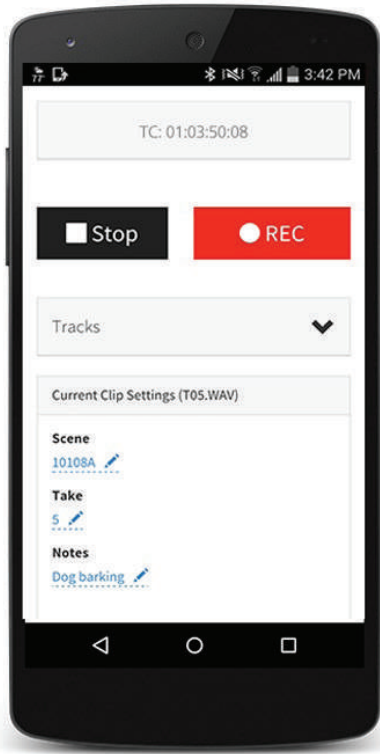 77 3:42 PM
TC: 01:03:50:08
Stop REC
Tracks
Current Clip Settings (T05.WAV)
Scene
10108A
Take
5
Notes
Dog barking